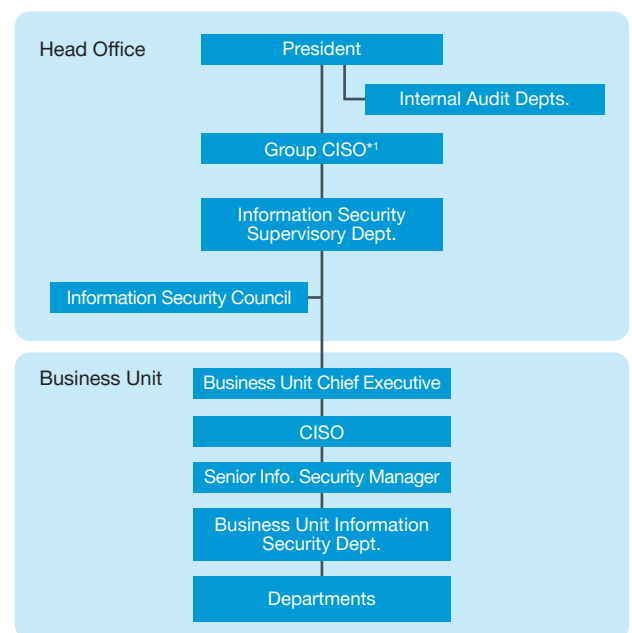 Head Office
President
Internal Audit Depts.
Group CISO*1
Information Security
Supervisory Dept.
Information Security Council
Business Unit
Business Unit Chief Executive
CISO
Senior Info. Security Manager
Business Unit Information
Security Dept.
Departments